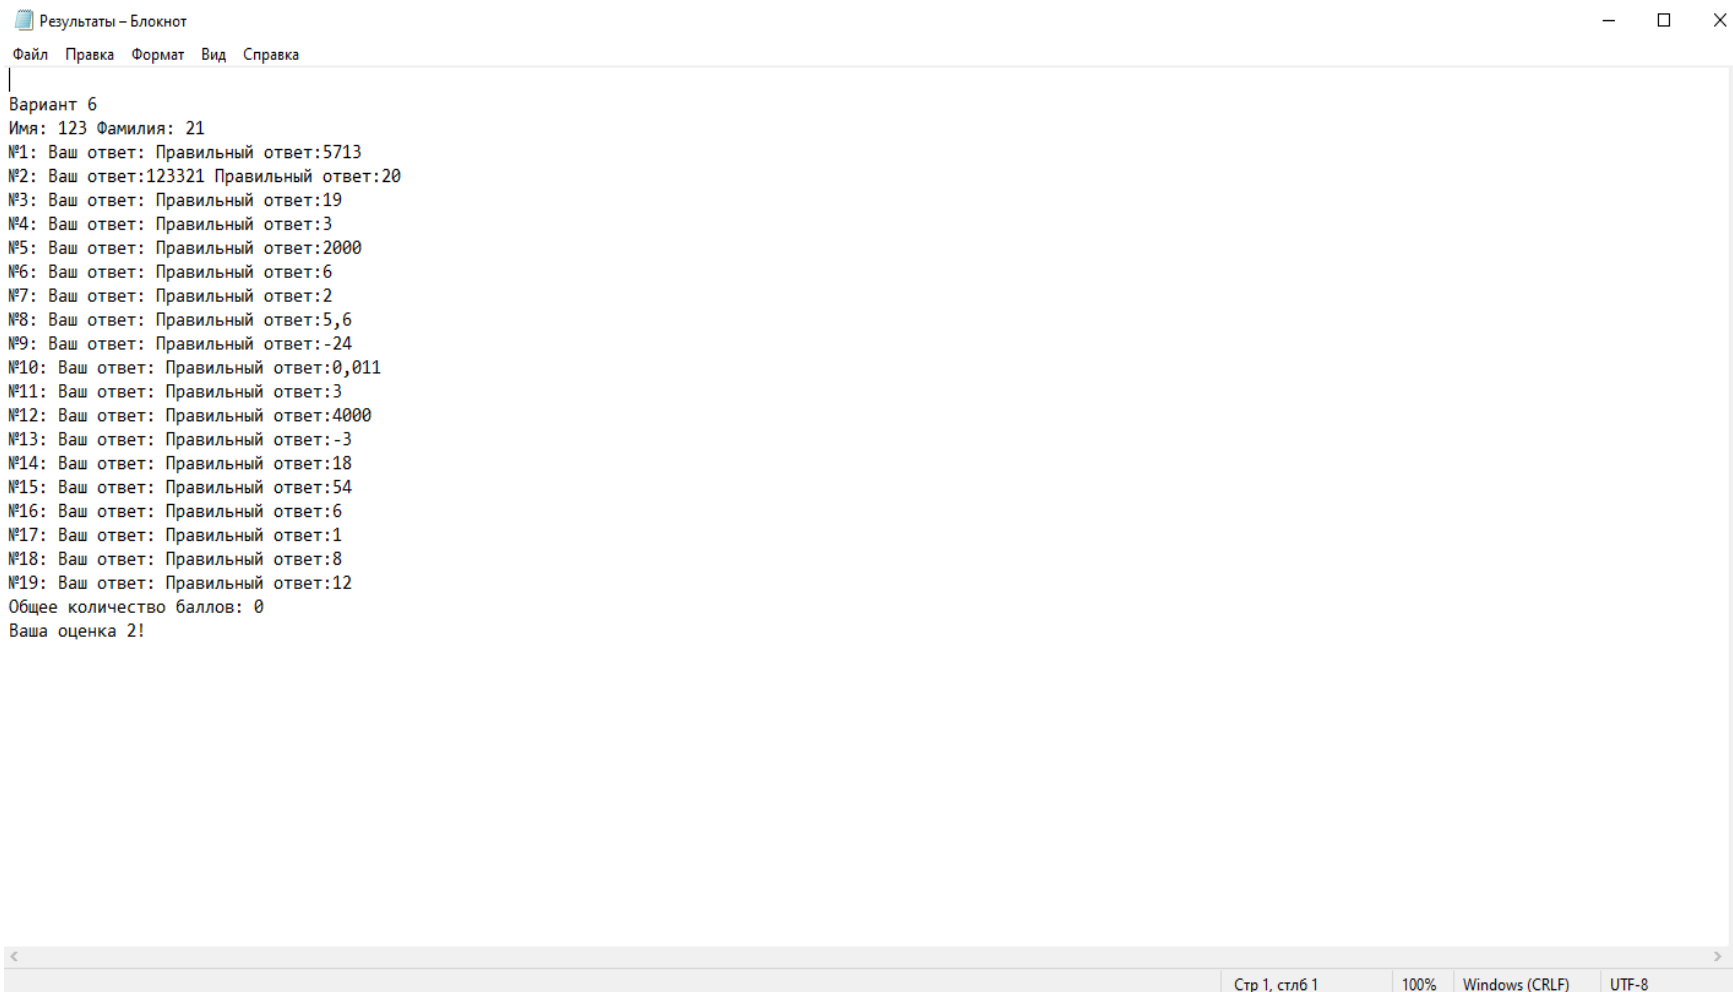 Результаты – Блокнот
Файл Правка Формат Вид Справка
Вариант 6
Имя: 123 Фамилия: 21
№1: Ваш ответ: Правильный ответ:5713
№2: Ваш ответ:123321 Правильный ответ:20
№3: Ваш ответ: Правильный ответ:19
№4: Ваш ответ: Правильный ответ:3
№5: Ваш ответ: Правильный ответ:2000
№6: Ваш ответ: Правильный ответ:6
№7: Ваш ответ: Правильный ответ:2
№8: Ваш ответ: Правильный ответ:5,6
№9: Ваш ответ: Правильный ответ:-24
№10: Ваш ответ: Правильный ответ:0,011
№11: Ваш ответ: Правильный ответ:3
№12: Ваш ответ: Правильный ответ:4000
№13: Ваш ответ: Правильный ответ:-3
№14: Ваш ответ: Правильный ответ:18
№15: Ваш ответ: Правильный ответ:54
№16: Ваш ответ: Правильный ответ:6
№17: Ваш ответ: Правильный ответ:1
№18: Ваш ответ: Правильный ответ:8
№19: Ваш ответ: Правильный ответ:12
Общее количество баллов: 0
Ваша оценка 2!
Стр 1, стлб 1 100% Windows (CRLF) UTF-8